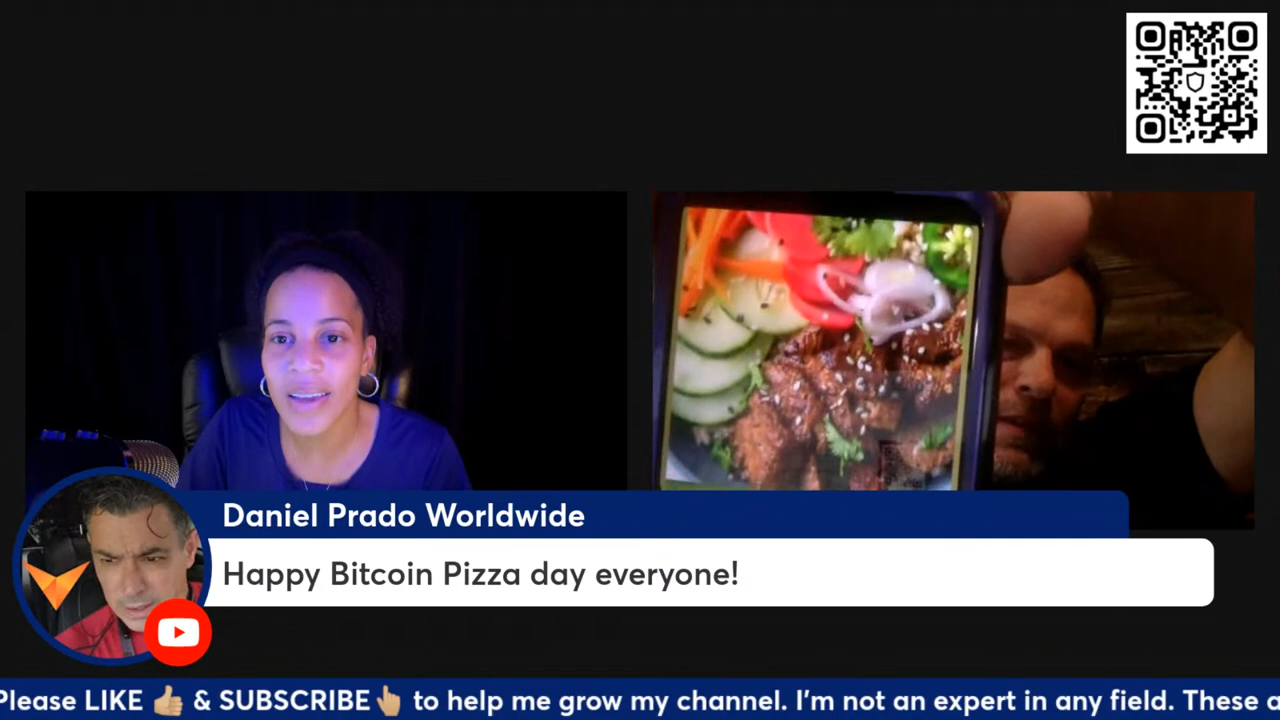 Daniel Prado Worldwide
Happy Bitcoin Pizza day everyone!
Please LIKE 👍🏼 & SUBSCRIBE 👆🏼 to help me grow my channel. I'm not an expert in any field. These